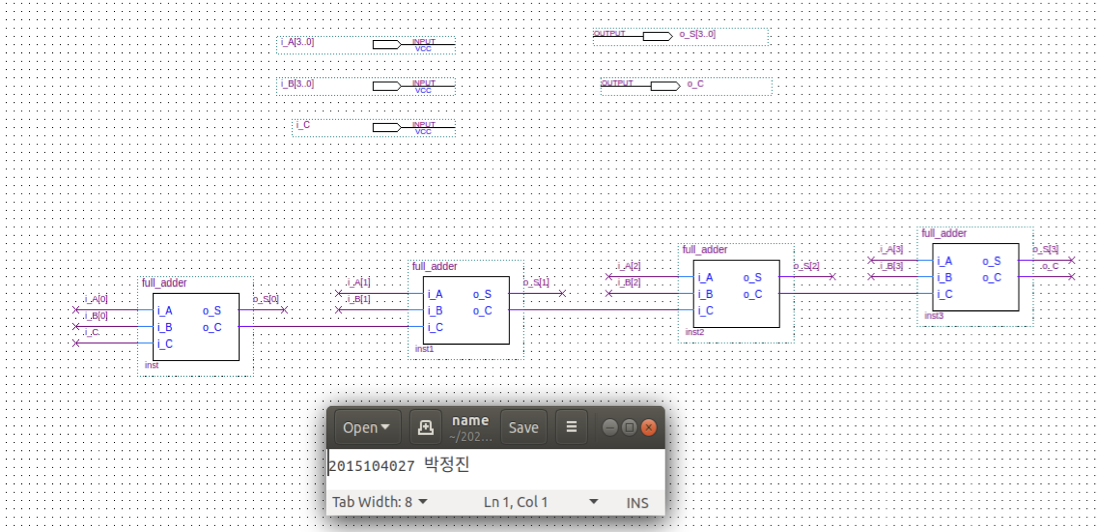 i_A[3..0] INPUT VCC
OUTPUT o_S[3..0]
i_B[3..0] INPUT VCC
OUTPUT o_C
i_C INPUT VCC
full_adder
i_A[0]
i_B[0]
i_C
i_A o_S
i_B o_C
i_C
o_S[0]
inst
full_adder
i_A[1]
i_B[1]
i_A o_S
i_B o_C
i_C
o_S[1]
inst1
full_adder
i_A[2]
i_B[2]
i_A o_S
i_B o_C
i_C
o_S[2]
inst2
full_adder
i_A[3]
i_B[3]
i_A o_S
i_B o_C
i_C
o_S[3]
o_C
inst3
Open name Save
~/202...
2015104027 박정진
Tab Width: 8 Ln 1, Col 1 INS